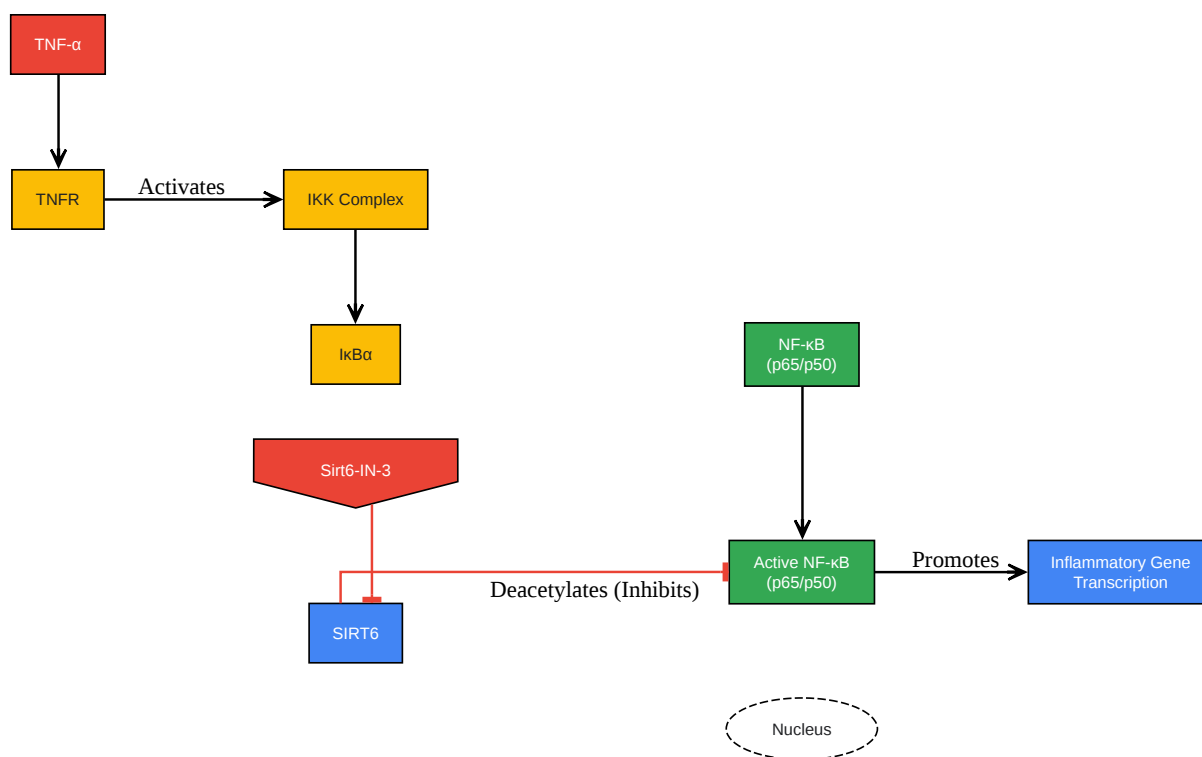 TNF-α
TNFR
Activates
IKK Complex
IκBα
NF-κB
(p65/p50)
Sirt6-IN-3
Active NF-κB
(p65/p50)
Promotes
Inflammatory Gene
Transcription
Deacetylates (Inhibits)
SIRT6
Nucleus